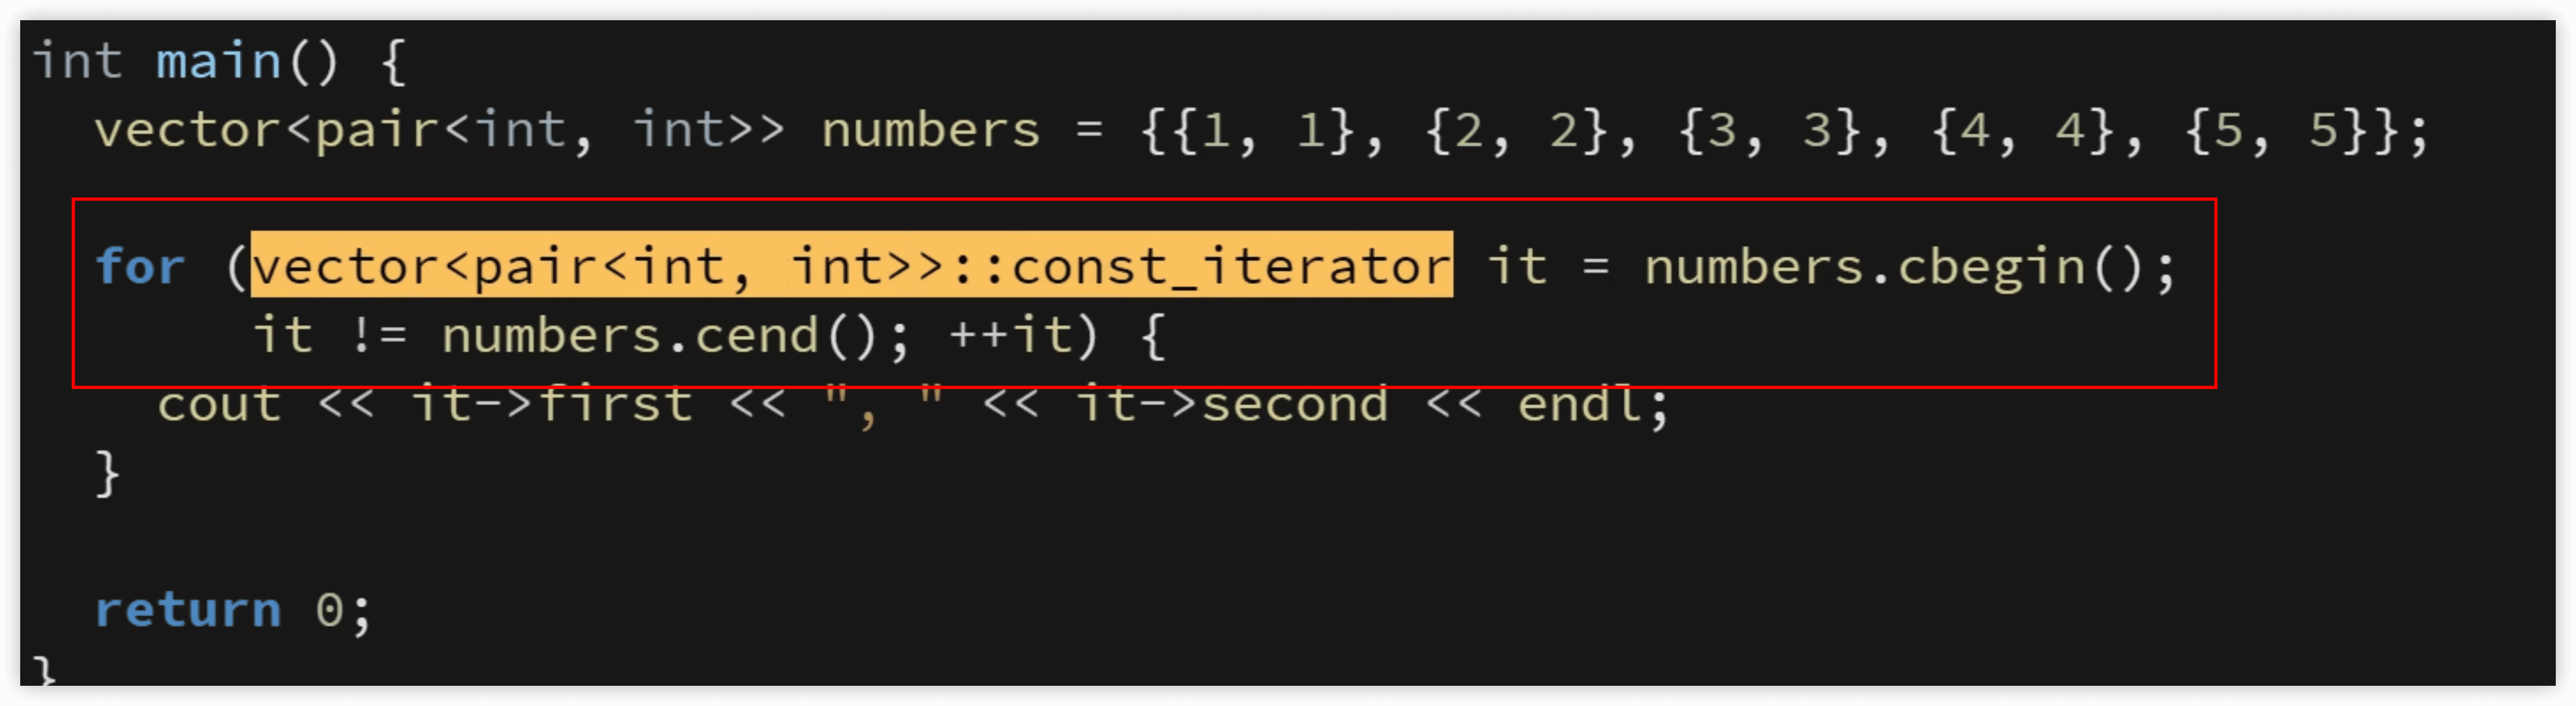 int main() {
vector<pair<int, int>> numbers = {{1, 1}, {2, 2}, {3, 3}, {4, 4}, {5, 5}};
for (vector<pair<int, int>>::const_iterator it = numbers.cbegin();
it != numbers.cend(); ++it) {
cout << it->first << ", " << it->second << endl;
}
return 0;
}